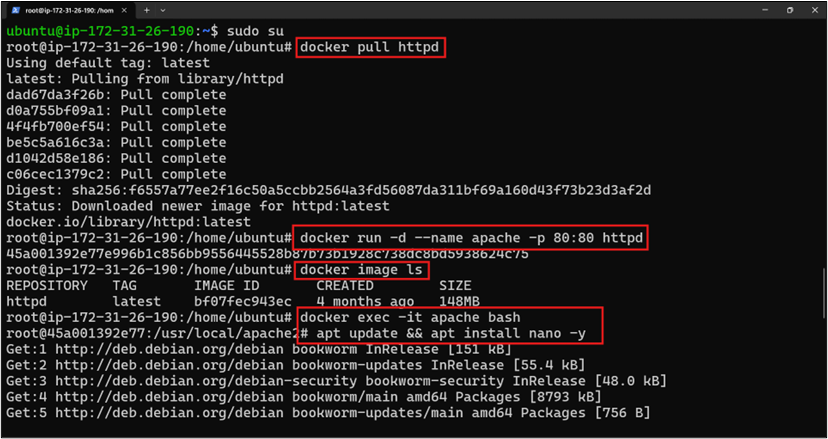 root@ip-172-31-26-190: /hom
ubuntu@ip-172-31-26-190:~$ sudo su
root@ip-172-31-26-190:/home/ubuntu# docker pull httpd
Using default tag: latest
latest: Pulling from library/httpd
dad67da3f26b: Pull complete
d0a755bf09a1: Pull complete
4f4fb700ef54: Pull complete
be5c5a616c3a: Pull complete
d1042d58e186: Pull complete
c06cec1379c2: Pull complete
Digest: sha256:f6557a77ee2f16c50a5ccbb2564a3fd56087da311bf69a160d43f73b23d3af2d
Status: Downloaded newer image for httpd:latest
docker.io/library/httpd:latest
root@ip-172-31-26-190:/home/ubuntu# docker run -d --name apache -p 80:80 httpd
45a001392e77e996b1c856bb9556445528b87b73b1928c738dc8bd5938624c75
root@ip-172-31-26-190:/home/ubuntu# docker image ls
REPOSITORY TAG IMAGE ID CREATED SIZE
httpd latest bf07fec943ec 4 months ago 148MB
root@ip-172-31-26-190:/home/ubuntu# docker exec -it apache bash
root@45a001392e77:/usr/local/apache2# apt update && apt install nano -y
Get:1 http://deb.debian.org/debian bookworm InRelease [151 kB]
Get:2 http://deb.debian.org/debian bookworm-updates InRelease [55.4 kB]
Get:3 http://deb.debian.org/debian-security bookworm-security InRelease [48.0 kB]
Get:4 http://deb.debian.org/debian bookworm/main amd64 Packages [8793 kB]
Get:5 http://deb.debian.org/debian bookworm-updates/main amd64 Packages [756 B]